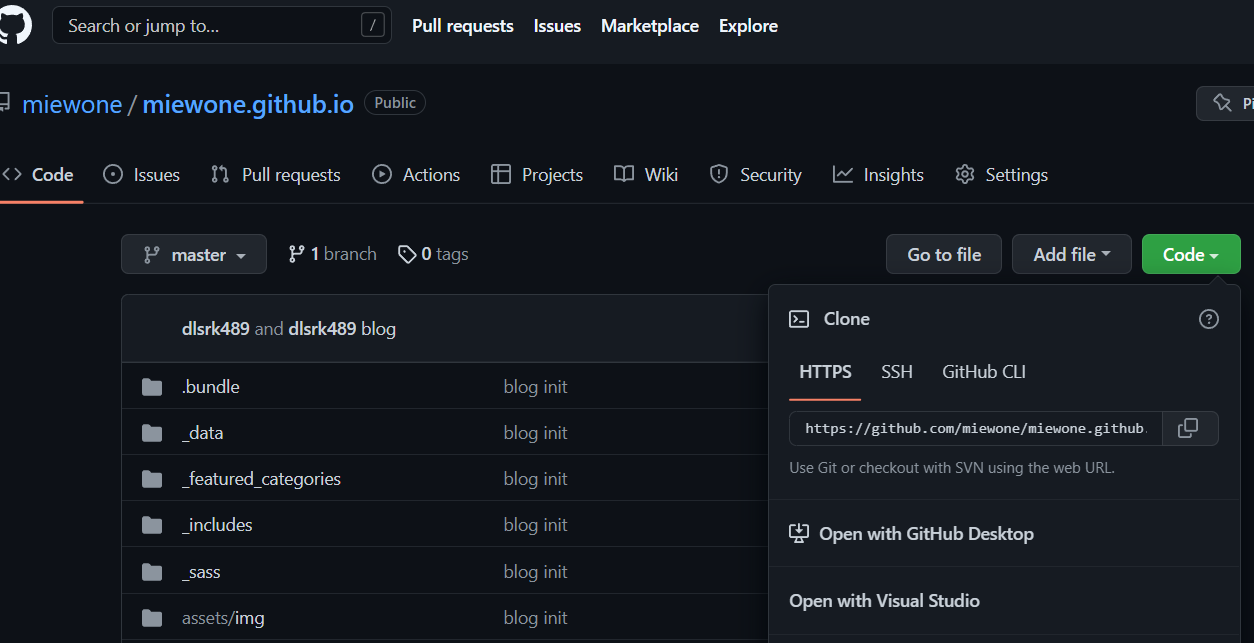 Search or jump to... / Pull requests Issues Marketplace Explore
miewone / miewone.github.io Public
Code Issues Pull requests Actions Projects Wiki Security Insights Settings
master 1 branch 0 tags Go to file Add file Code
dlsrk489 and dlsrk489 blog
.bundle blog init
_data blog init
_featured_categories blog init
_includes blog init
_sass blog init
assets/img blog init
Clone
HTTPS SSH GitHub CLI
https://github.com/miewone/miewone.github.
Use Git or checkout with SVN using the web URL.
Open with GitHub Desktop
Open with Visual Studio